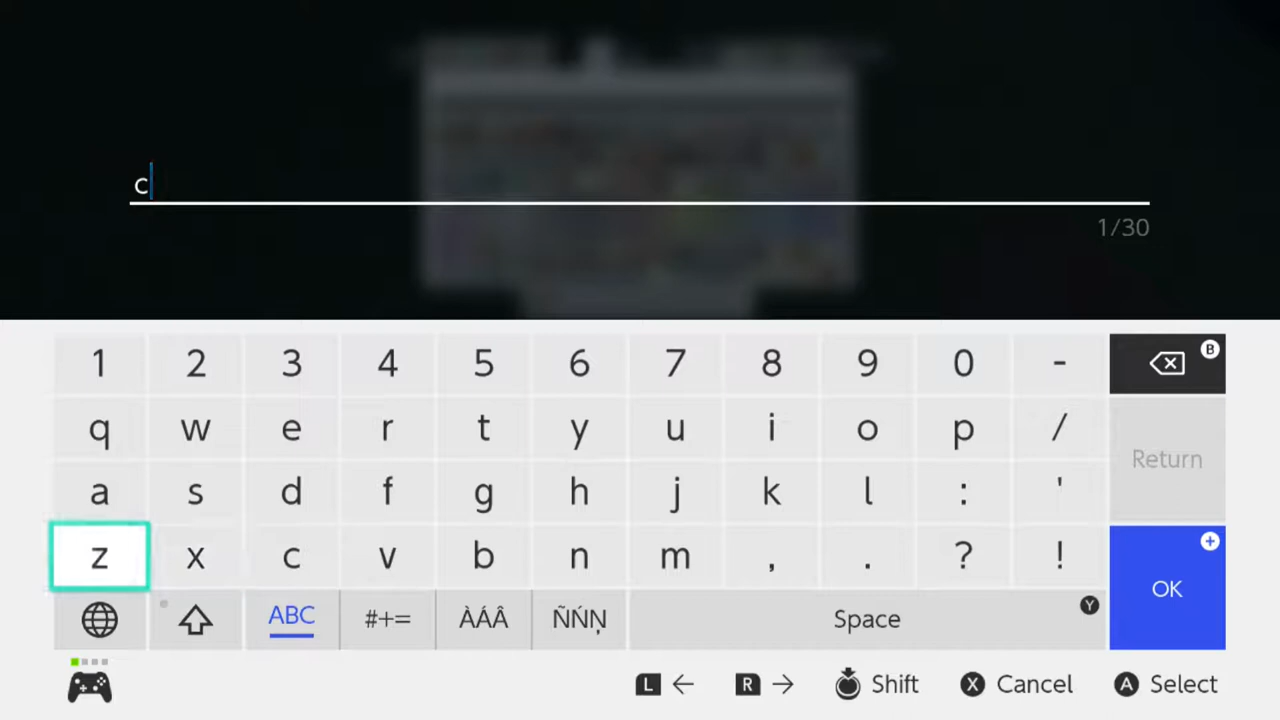 c
1/30
1 2 3 4 5 6 7 8 9 0 - B
q w e r t y u i o p /
Return
a s d f g h j k l : '
z x c v b n m , . ? ! +
OK
ABC #+= ÀÁÂ ÑŃŅ Space Y
L ← R → Shift X Cancel A Select